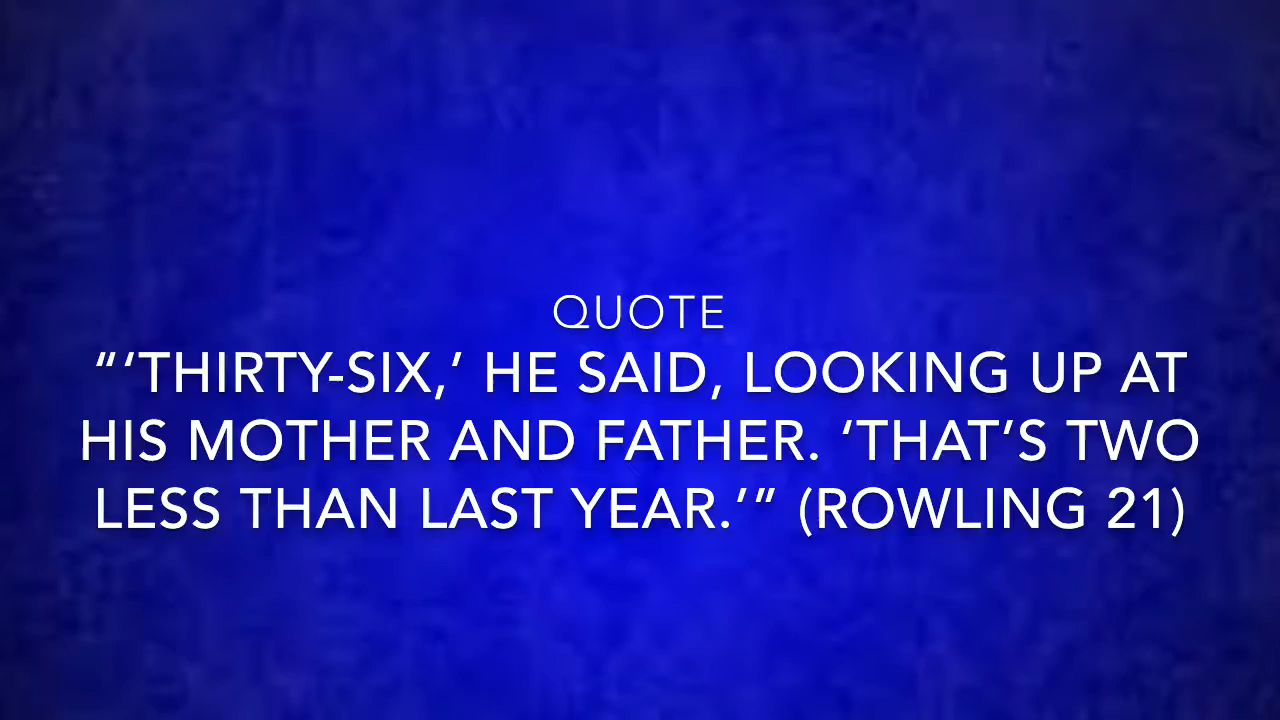 QUOTE
“‘THIRTY-SIX,’ HE SAID, LOOKING UP AT
HIS MOTHER AND FATHER. ‘THAT’S TWO
LESS THAN LAST YEAR.’” (ROWLING 21)